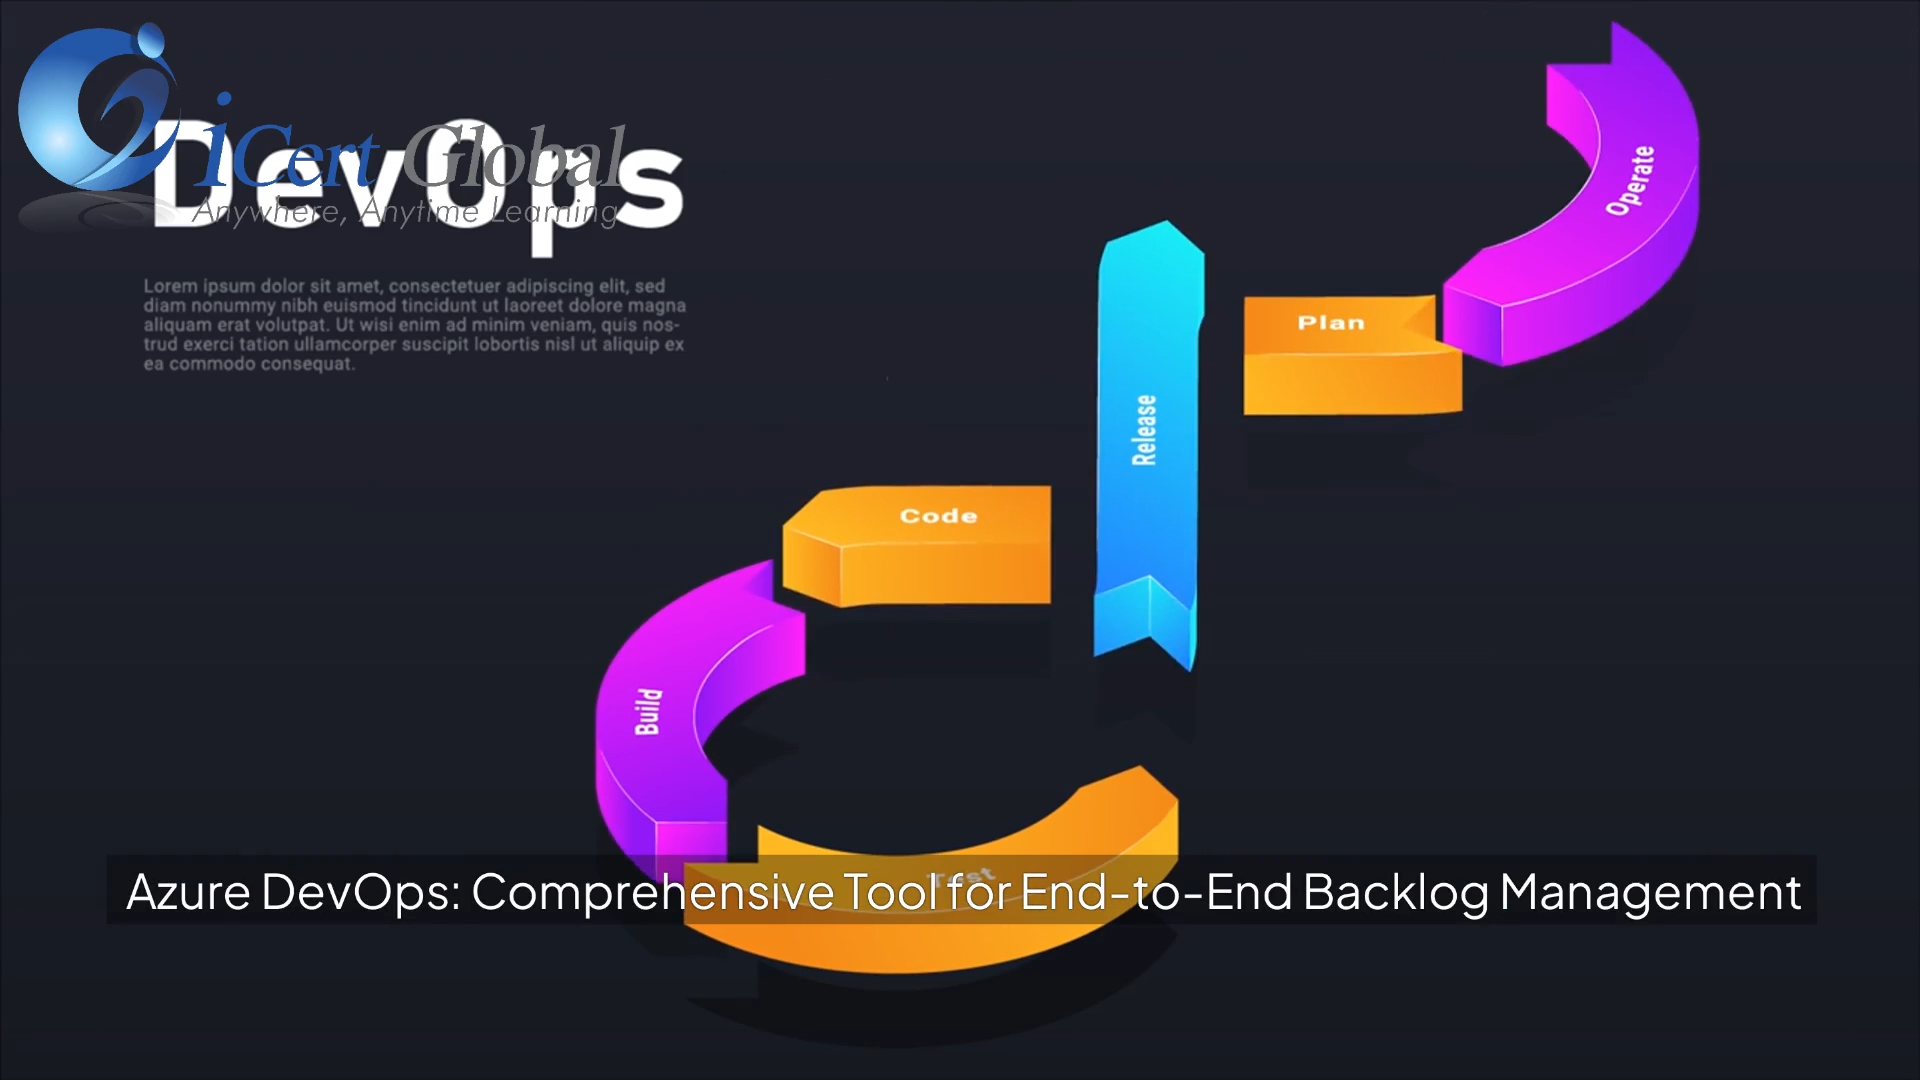 iCert Global
DevOps
Anywhere, Anytime Learning
Lorem ipsum dolor sit amet, consectetuer adipiscing elit, sed
diam nonummy nibh euismod tincidunt ut laoreet dolore magna
aliquam erat volutpat. Ut wisi enim ad minim veniam, quis nos-
trud exerci tation ullamcorper suscipit lobortis nisl ut aliquip ex
ea commodo consequat.
Operate
Plan
Release
Code
Build
Test
Azure DevOps: Comprehensive Tool for End-to-End Backlog Management